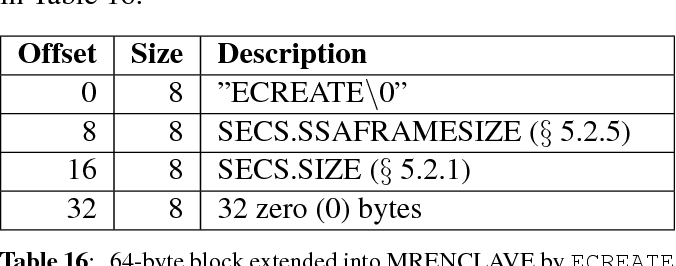 in Table 16.
Offset Size Description
0 8 ”ECREATE\0”
8 8 SECS.SSAFRAMESIZE (§ 5.2.5)
16 8 SECS.SIZE (§ 5.2.1)
32 8 32 zero (0) bytes
Table 16: 64-byte block extended into MRENCLAVE by ECREATE